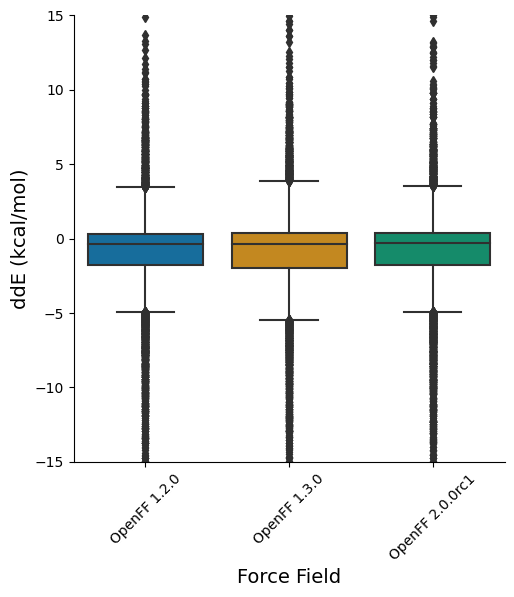 15
10
5
0
−5
−10
−15
ddE (kcal/mol)
OpenFF 1.2.0
OpenFF 1.3.0
OpenFF 2.0.0rc1
Force Field